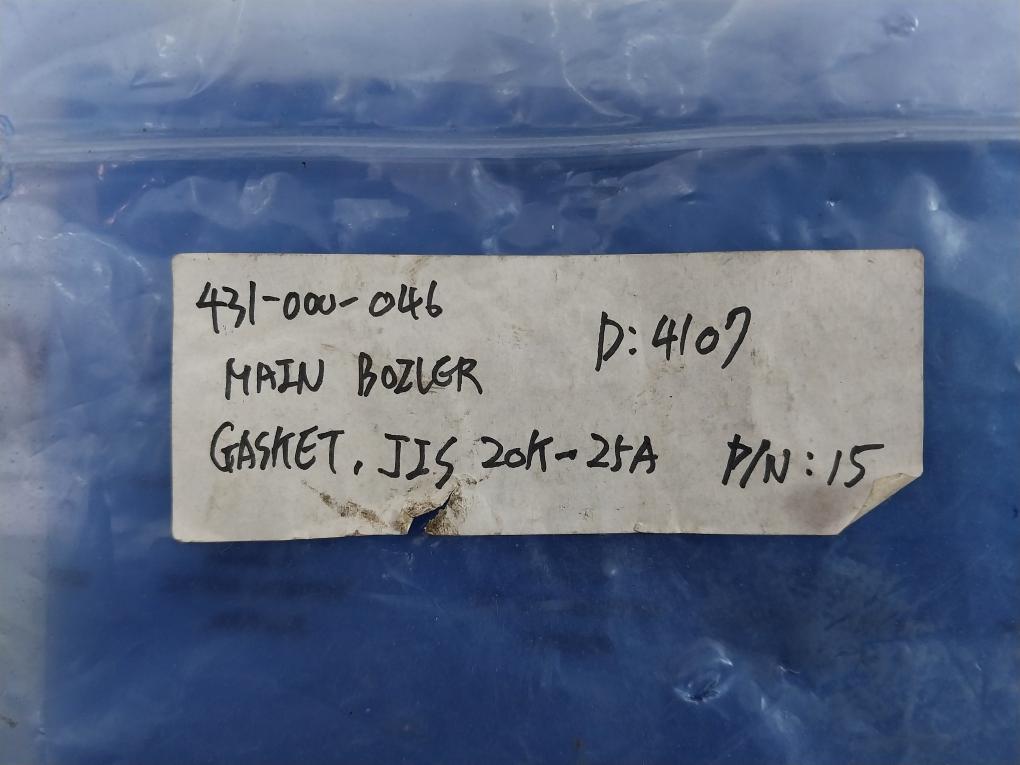 431-000-046
D: 4107
MAIN BOILER
GASKET, JIS 20K-25A P/N: 15